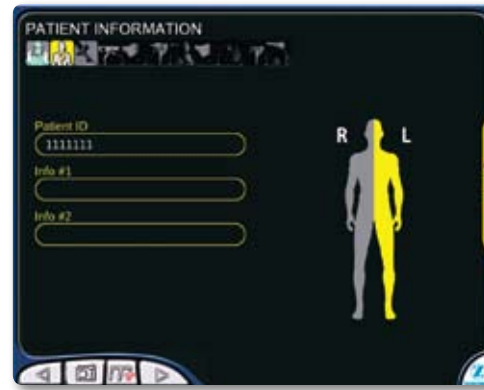 PATIENT INFORMATION
Patient ID
1111111
R L
Info #1
Info #2
Z